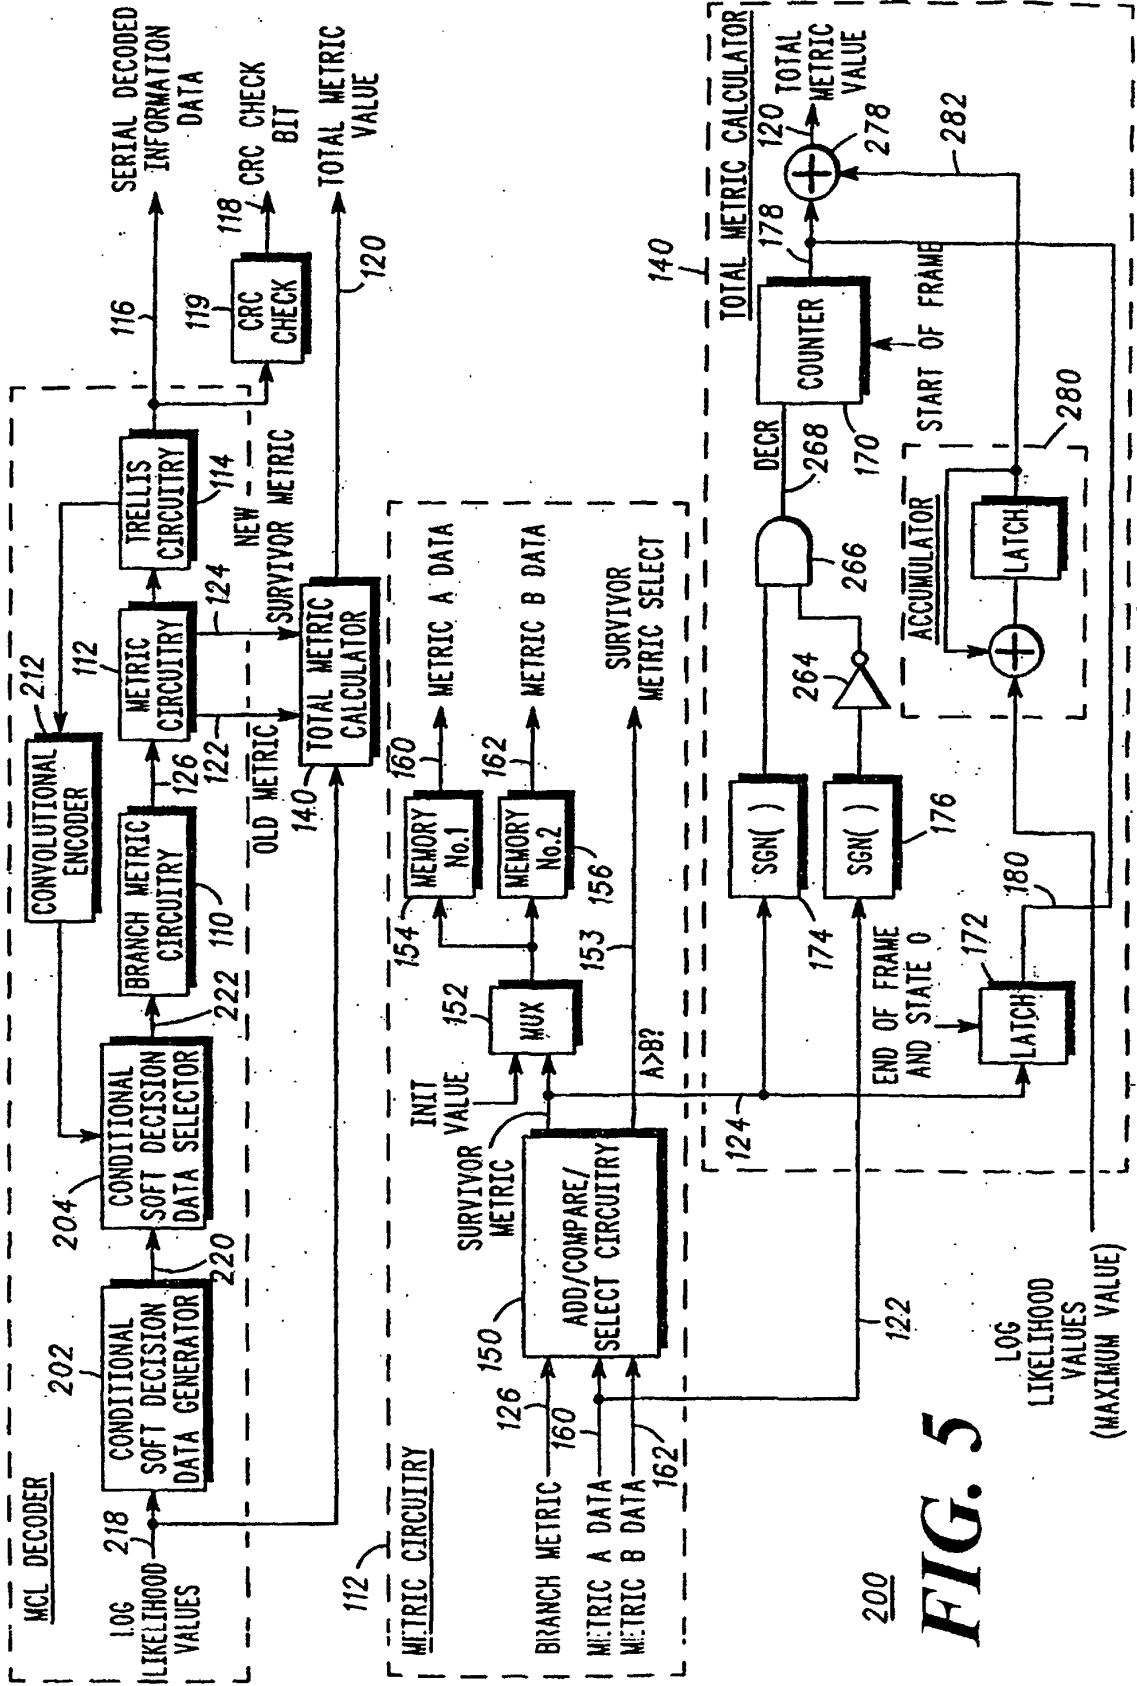 MCL DECODER
LOG
LIKELIHOOD
VALUES
218
202
CONDITIONAL
SOFT DECISION
DATA GENERATOR
220
204
CONDITIONAL
SOFT DECISION
DATA SELECTOR
222
CONVOLUTIONAL
ENCODER
212
BRANCH METRIC
CIRCUITRY
110
126
112
METRIC
CIRCUITRY
122
OLD METRIC
124
NEW
SURVIVOR METRIC
TRELLIS
CIRCUITRY
114
116
SERIAL DECODED
INFORMATION
DATA
119
CRC
CHECK
118
CRC CHECK
BIT
140
TOTAL METRIC
CALCULATOR
120
TOTAL METRIC
VALUE
112
METRIC CIRCUITRY
BRANCH METRIC
126
METRIC A DATA
160
METRIC B DATA
162
150
ADD/COMPARE/
SELECT CIRCUITRY
SURVIVOR
METRIC
INIT
VALUE
152
MUX
154
MEMORY
No.1
160
METRIC A DATA
MEMORY
No.2
156
162
METRIC B DATA
A>B?
153
SURVIVOR
METRIC SELECT
140
TOTAL METRIC CALCULATOR
124
122
SGN( )
174
SGN( )
176
264
266
DECR
268
COUNTER
170
START OF FRAME
178
120
TOTAL
METRIC
VALUE
278
282
END OF FRAME
AND STATE 0
172
LATCH
180
ACCUMULATOR
LATCH
280
LOG
LIKELIHOOD
VALUES
(MAXIMUM VALUE)
200
FIG. 5